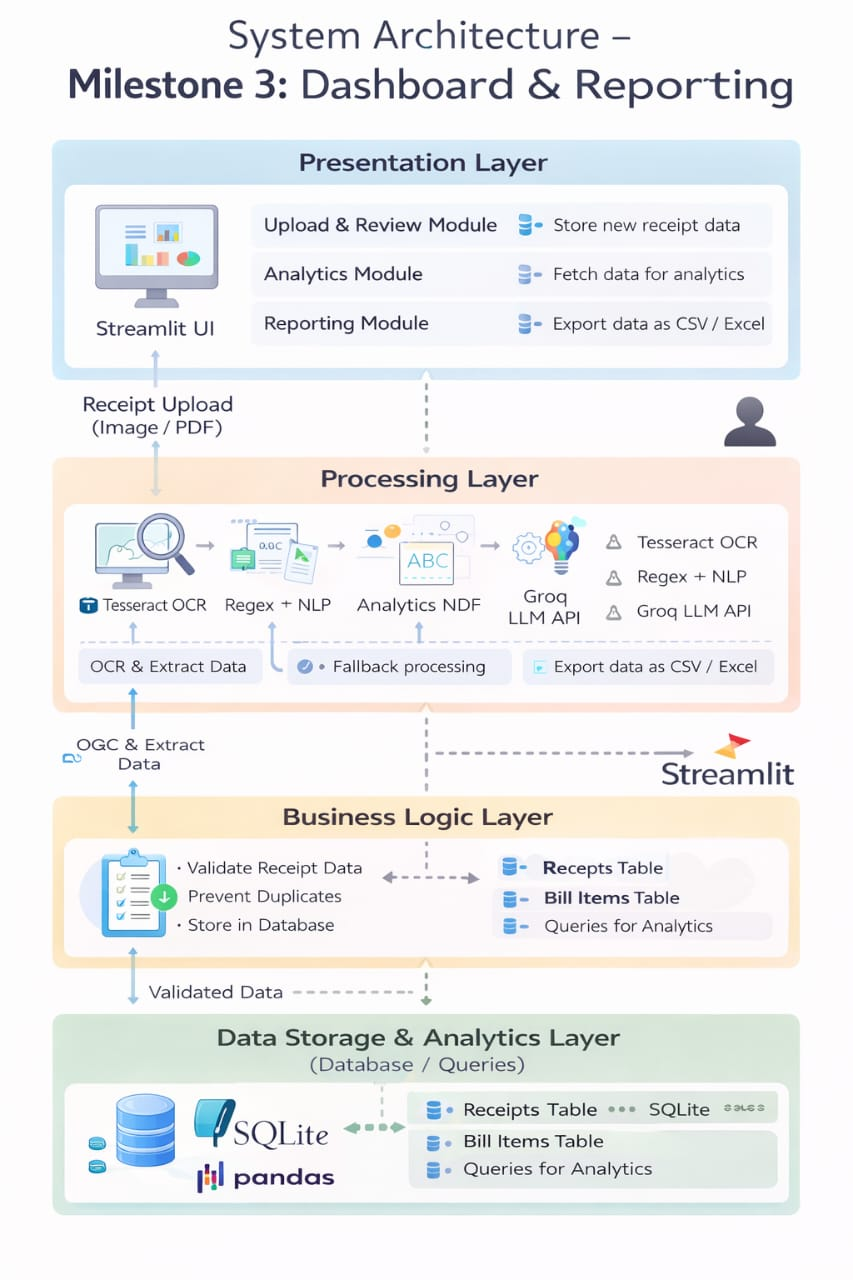 System Architecture –
Milestone 3: Dashboard & Reporting
Presentation Layer
Streamlit UI
Upload & Review Module
Store new receipt data
Analytics Module
Fetch data for analytics
Reporting Module
Export data as CSV / Excel
Receipt Upload
(Image / PDF)
Processing Layer
0.0C
ABC
Tesseract OCR
Regex + NLP
Analytics NDF
Groq
LLM API
Tesseract OCR
Regex + NLP
Groq LLM API
OCR & Extract Data
• Fallback processing
Export data as CSV / Excel
OGC & Extract
Data
Streamlit
Business Logic Layer
· Validate Receipt Data
Prevent Duplicates
· Store in Database
Recepts Table
Bill Items Table
Queries for Analytics
Validated Data
Data Storage & Analytics Layer
(Database / Queries)
SQLite
pandas
Receipts Table ••• SQLite
Bill Items Table
Queries for Analytics